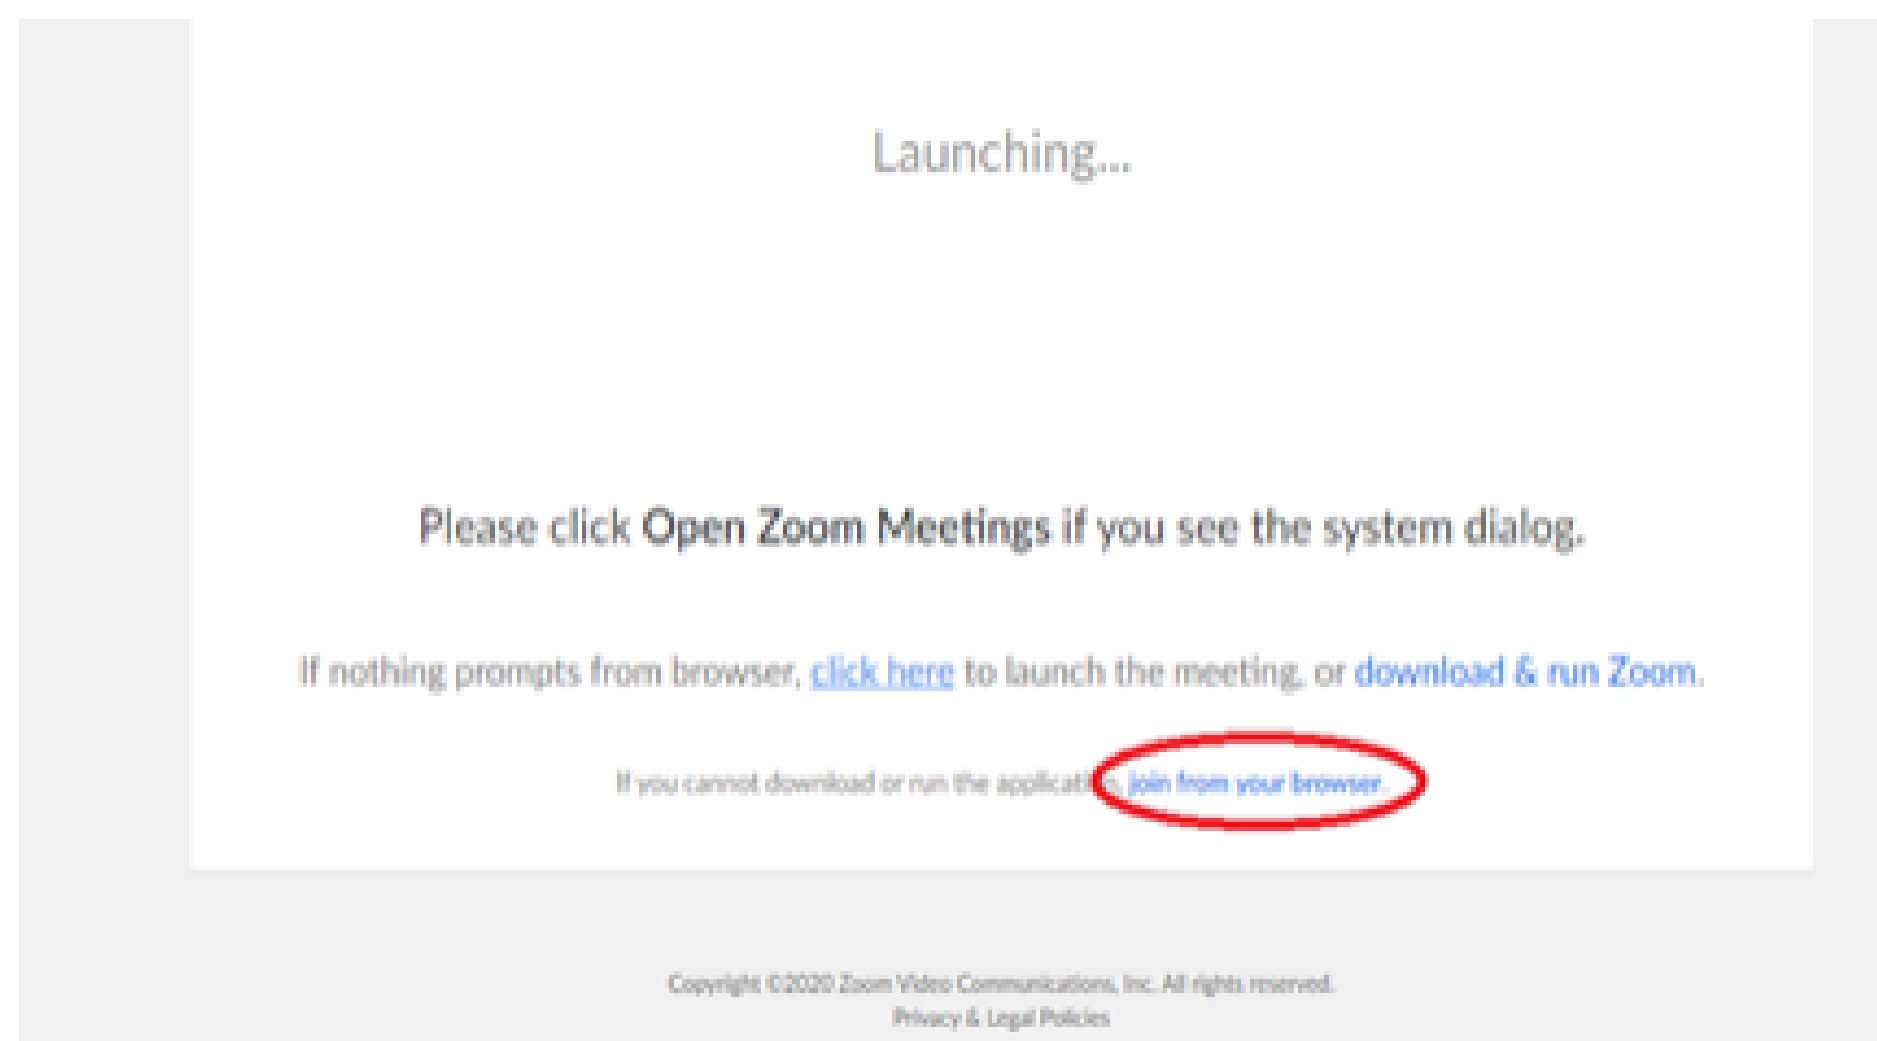 Launching...
Please click Open Zoom Meetings if you see the system dialog.
If nothing prompts from browser, click here to launch the meeting, or download & run Zoom.
If you cannot download or run the application, join from your browser.
Copyright ©2020 Zoom Video Communications, Inc. All rights reserved.
Privacy & Legal Policies